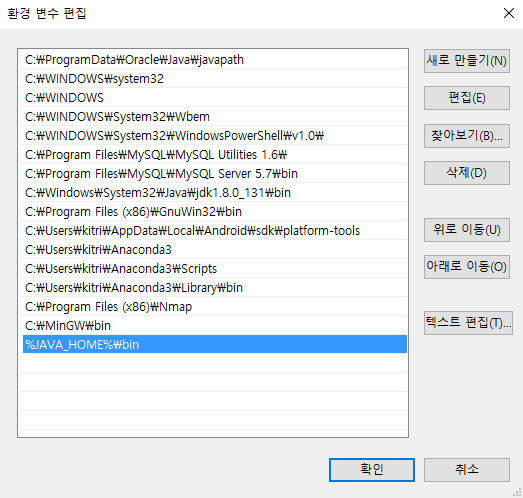 환경 변수 편집
C:₩ProgramData₩Oracle₩Java₩javapath
C:₩WINDOWS₩system32
C:₩WINDOWS
C:₩WINDOWS₩System32₩Wbem
C:₩WINDOWS₩System32₩WindowsPowerShell₩v1.0₩
C:₩Program Files₩MySQL₩MySQL Utilities 1.6₩
C:₩Program Files₩MySQL₩MySQL Server 5.7₩bin
C:₩Windows₩System32₩Java₩jdk1.8.0_131₩bin
C:₩Program Files (x86)₩GnuWin32₩bin
C:₩Users₩kitri₩AppData₩Local₩Android₩sdk₩platform-tools
C:₩Users₩kitri₩Anaconda3
C:₩Users₩kitri₩Anaconda3₩Scripts
C:₩Users₩kitri₩Anaconda3₩Library₩bin
C:₩Program Files (x86)₩Nmap
C:₩MinGW₩bin
%JAVA_HOME%₩bin
새로 만들기(N)
편집(E)
찾아보기(B)...
삭제(D)
위로 이동(U)
아래로 이동(O)
텍스트 편집(T)...
확인
취소